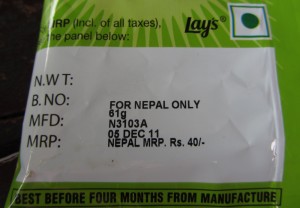 MRP (Incl. of all taxes),
the panel below:
Lay's
N.W T:
B. NO:
MFD:
MRP:
FOR NEPAL ONLY
61g
N3103A
05 DEC 11
NEPAL MRP. Rs. 40/-
BEST BEFORE FOUR MONTHS FROM MANUFACTURE